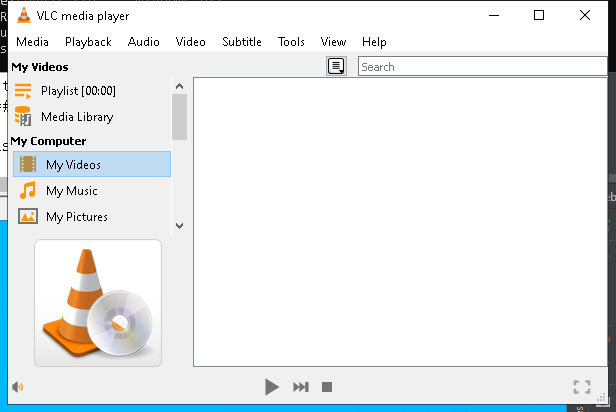 VLC media player
Media Playback Audio Video Subtitle Tools View Help
My Videos
Search
Playlist [00:00]
Media Library
My Computer
My Videos
My Music
My Pictures